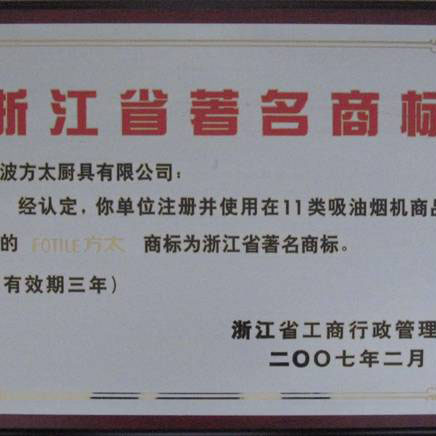 浙江省著名商标
波方太厨具有限公司：
经认定，你单位注册并使用在11类吸油烟机商品
的 FOTILE方太 商标为浙江省著名商标。
有效期三年）
浙江省工商行政管理
二〇〇七年二月